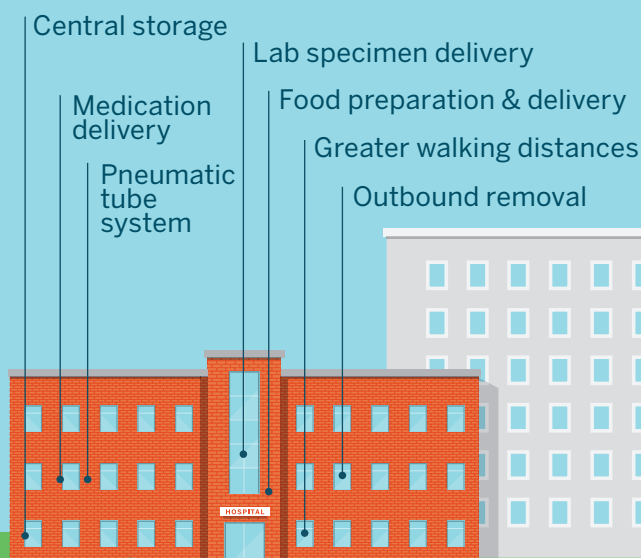 Central storage
Lab specimen delivery
Medication
delivery
Food preparation & delivery
Pneumatic
tube
system
Greater walking distances
Outbound removal
HOSPITAL